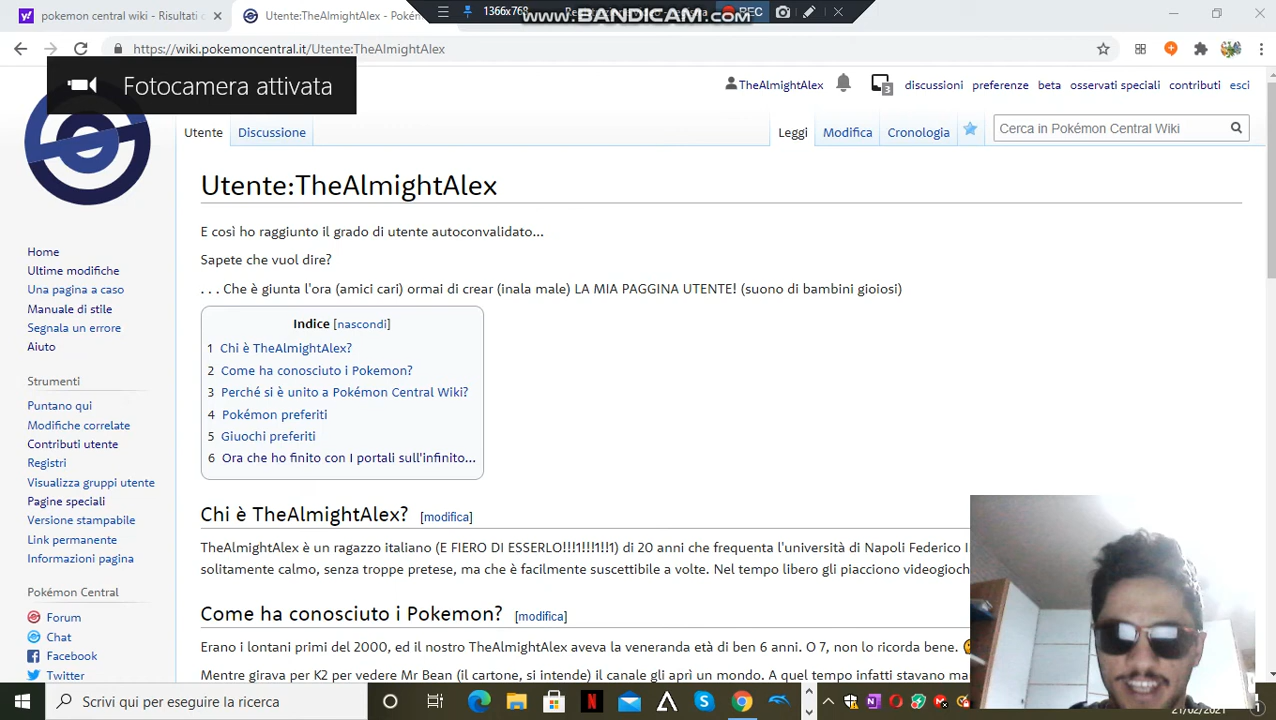 pokemon central wiki - Risultati
Utente:TheAlmightAlex - Pokém
1366x768
www.BANDICAM.com
REC
https://wiki.pokemoncentral.it/Utente:TheAlmightAlex
Fotocamera attivata
TheAlmightAlex 3 discussioni preferenze beta osservati speciali contributi esci
Utente Discussione Leggi Modifica Cronologia Cerca in Pokémon Central Wiki
Utente:TheAlmightAlex
E così ho raggiunto il grado di utente autoconvalidato...
Sapete che vuol dire?
. . . Che è giunta l'ora (amici cari) ormai di crear (inala male) LA MIA PAGGINA UTENTE! (suono di bambini gioiosi)
Indice [nascondi]
1 Chi è TheAlmightAlex?
2 Come ha conosciuto i Pokemon?
3 Perché si è unito a Pokémon Central Wiki?
4 Pokémon preferiti
5 Giuochi preferiti
6 Ora che ho finito con I portali sull'infinito...
Chi è TheAlmightAlex? [modifica]
TheAlmightAlex è un ragazzo italiano (E FIERO DI ESSERLO!!!1!!!1!!1) di 20 anni che frequenta l'università di Napoli Federico I
solitamente calmo, senza troppe pretese, ma che è facilmente suscettibile a volte. Nel tempo libero gli piacciono videogioch
Come ha conosciuto i Pokemon? [modifica]
Erano i lontani primi del 2000, ed il nostro TheAlmightAlex aveva la veneranda età di ben 6 anni. O 7, non lo ricorda bene.
Mentre girava per K2 per vedere Mr Bean (il cartone, si intende) il canale gli aprì un mondo. A quel tempo infatti stavano ma
Home
Ultime modifiche
Una pagina a caso
Manuale di stile
Segnala un errore
Aiuto
Strumenti
Puntano qui
Modifiche correlate
Contributi utente
Registri
Visualizza gruppi utente
Pagine speciali
Versione stampabile
Link permanente
Informazioni pagina
Pokémon Central
Forum
Chat
Facebook
Twitter
Scrivi qui per eseguire la ricerca
21/02/2021